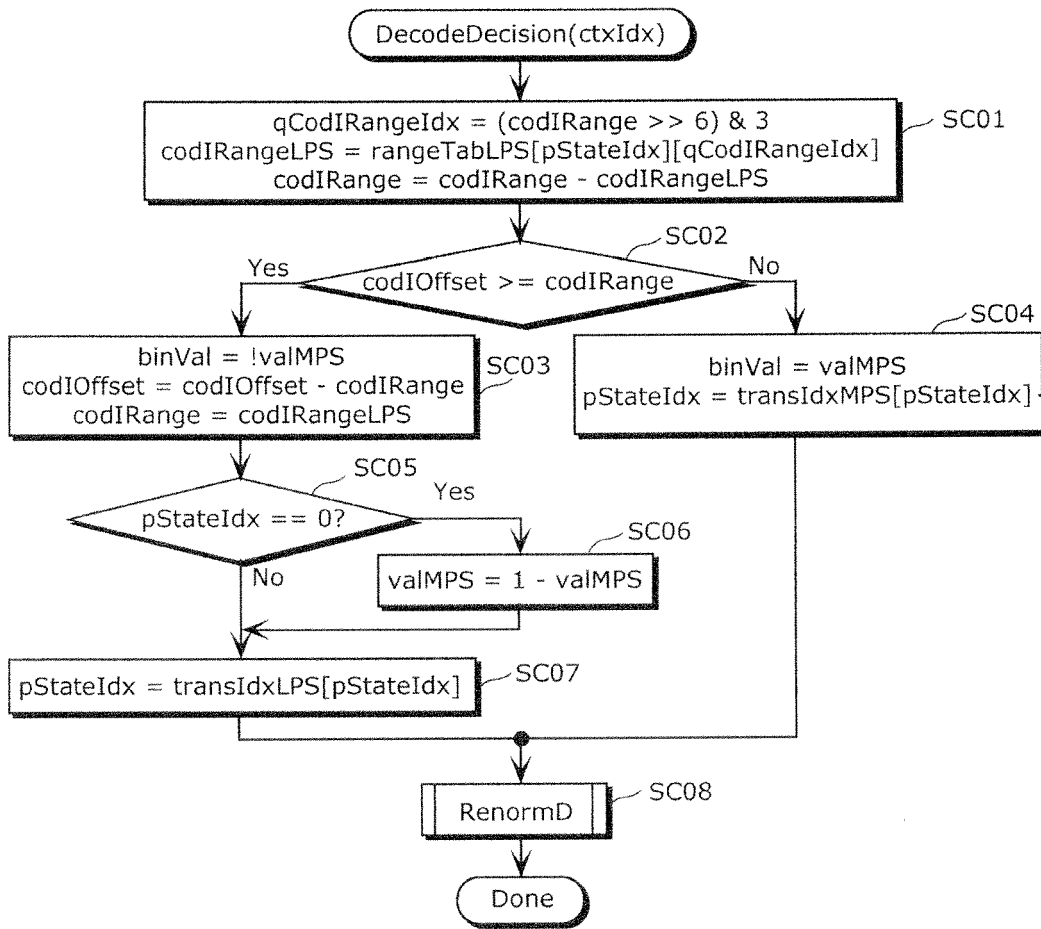 DecodeDecision(ctxIdx)
qCodIRangeIdx = (codIRange >> 6) & 3
codIRangeLPS = rangeTabLPS[pStateIdx][qCodIRangeIdx]
codIRange = codIRange - codIRangeLPS
SC01
SC02
codIOffset >= codIRange
Yes
No
binVal = !valMPS
codIOffset = codIOffset - codIRange
codIRange = codIRangeLPS
SC03
SC04
binVal = valMPS
pStateIdx = transIdxMPS[pStateIdx]
SC05
pStateIdx == 0?
Yes
No
SC06
valMPS = 1 - valMPS
pStateIdx = transIdxLPS[pStateIdx]
SC07
RenormD
SC08
Done